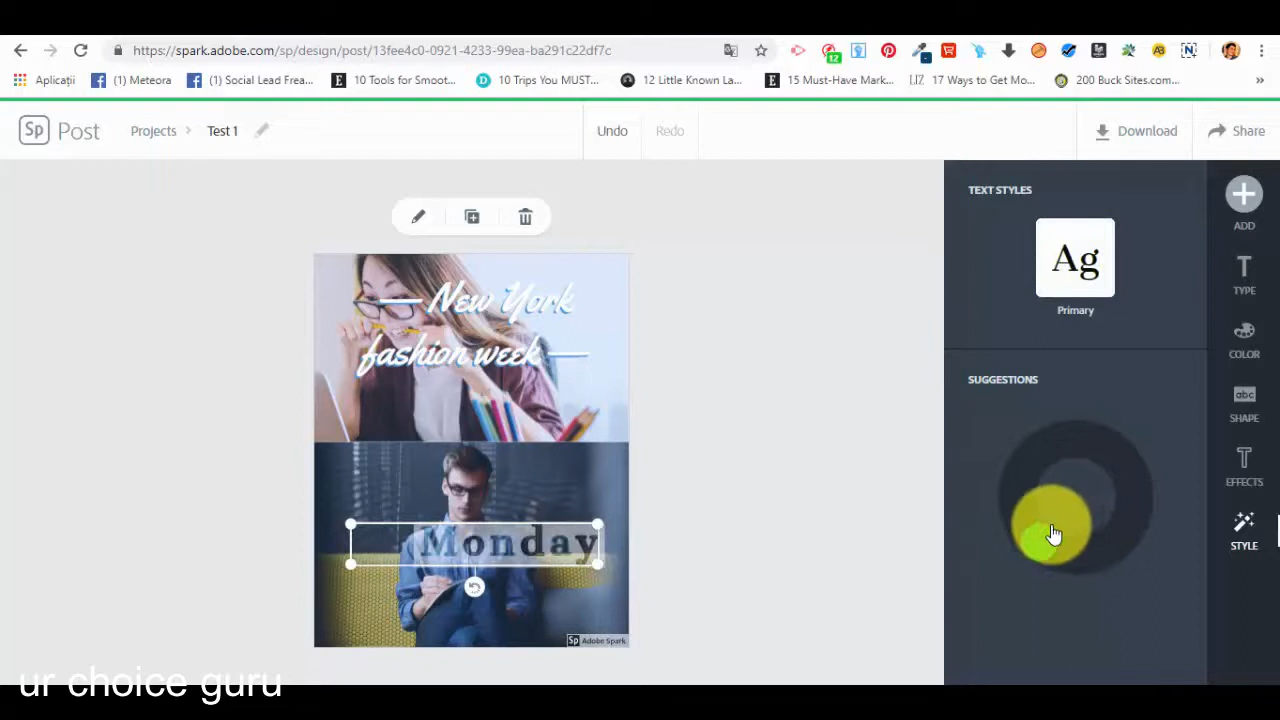 https://spark.adobe.com/sp/design/post/13fee4c0-0921-4233-99ea-ba291c22df7c
12
Aplicații
(1) Meteora
(1) Social Lead Frea...
10 Tools for Smoot...
10 Trips You MUST...
12 Little Known La...
15 Must-Have Mark...
17 Ways to Get Mo...
200 Buck Sites.com...
»
Sp Post
Projects
Test 1
Undo
Redo
Download
Share
TEXT STYLES
Ag
Primary
SUGGESTIONS
ADD
TYPE
COLOR
abc
SHAPE
EFFECTS
STYLE
— New York
fashion week —
Monday
Sp Adobe Spark
ur choice guru